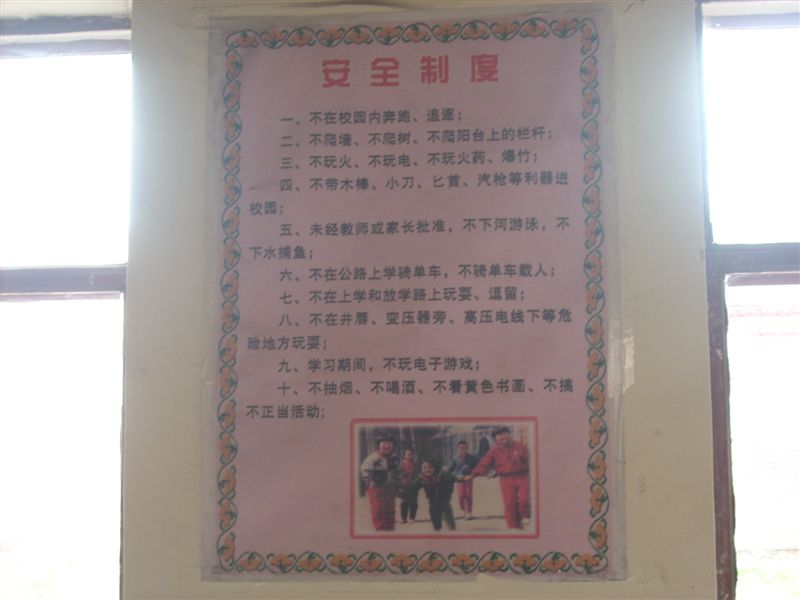 安全制度
一、不在校园内奔跑、追逐；
二、不爬墙、不爬树、不爬阳台上的栏杆；
三、不玩火、不玩电、不玩火药、爆竹；
四、不带木棒、小刀、匕首、汽枪等利器进
校园；
五、未经教师或家长批准，不下河游泳，不
下水捕鱼；
六、不在公路上学骑单车，不骑单车载人；
七、不在上学和放学路上玩耍、逗留；
八、不在井唇、变压器旁、高压电线下等危
险地方玩耍；
九、学习期间，不玩电子游戏；
十、不抽烟、不喝酒、不看黄色书画、不搞
不正当活动；